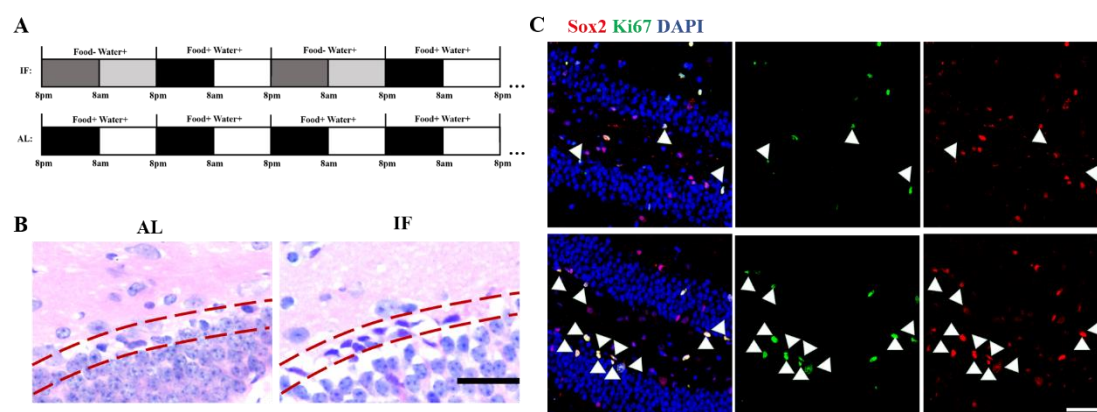 A
Food- Water+ Food+ Water+ Food- Water+ Food+ Water+
IF:
...
8pm 8am 8pm 8am 8pm 8am 8pm 8am 8pm
Food+ Water+ Food+ Water+ Food+ Water+ Food+ Water+
AL:
...
8pm 8am 8pm 8am 8pm 8am 8pm 8am 8pm
B
AL IF
C Sox2 Ki67 DAPI